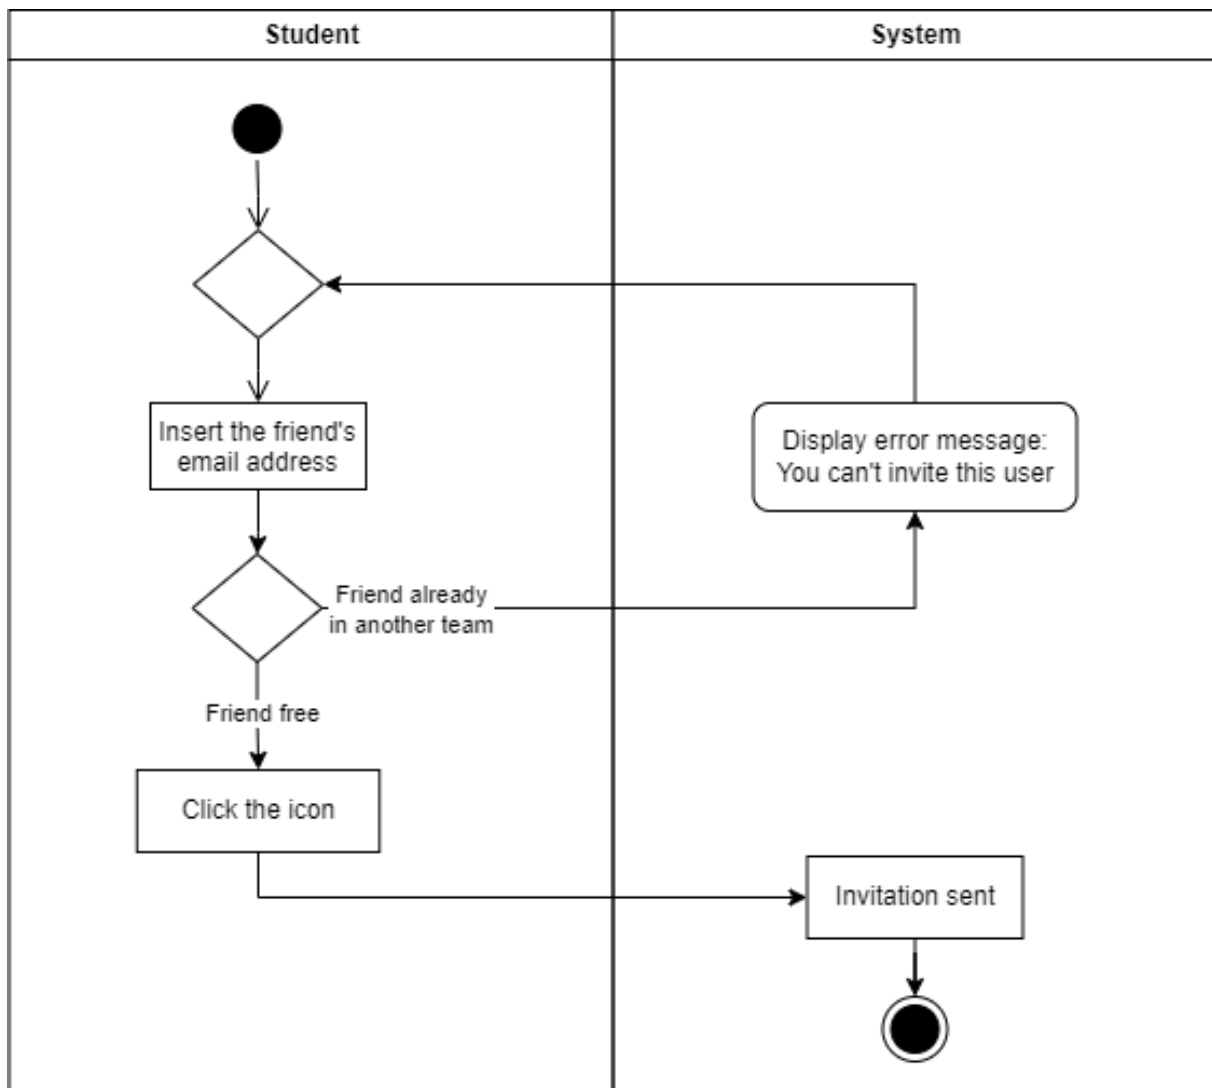 Student
System
Insert the friend's
email address
Display error message:
You can't invite this user
Friend already
in another team
Friend free
Click the icon
Invitation sent